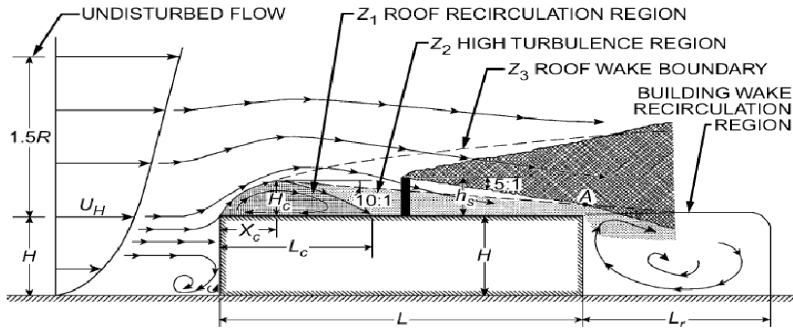 UNDISTURBED FLOW
Z1 ROOF RECIRCULATION REGION
Z2 HIGH TURBULENCE REGION
Z3 ROOF WAKE BOUNDARY
BUILDING WAKE
RECIRCULATION
REGION
1.5R
UH
Hc
10:1
hs
5:1
A
Xc
Lc
H
H
L
Lr